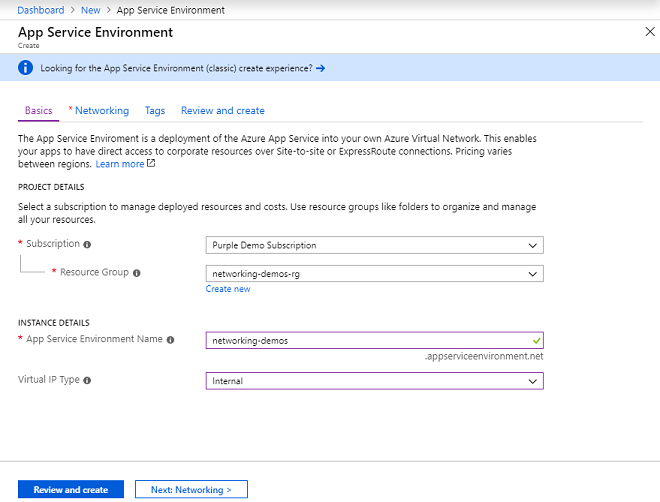 Dashboard > New > App Service Environment
App Service Environment
Create
Looking for the App Service Environment (classic) create experience? →
Basics * Networking Tags Review and create
The App Service Enviroment is a deployment of the Azure App Service into your own Azure Virtual Network. This enables
your apps to have direct access to corporate resources over Site-to-site or ExpressRoute connections. Pricing varies
between regions. Learn more
PROJECT DETAILS
Select a subscription to manage deployed resources and costs. Use resource groups like folders to organize and manage
all your resources.
* Subscription Purple Demo Subscription
* Resource Group networking-demos-rg
Create new
INSTANCE DETAILS
* App Service Environment Name networking-demos
.appserviceenvironment.net
Virtual IP Type Internal
Review and create Next: Networking >